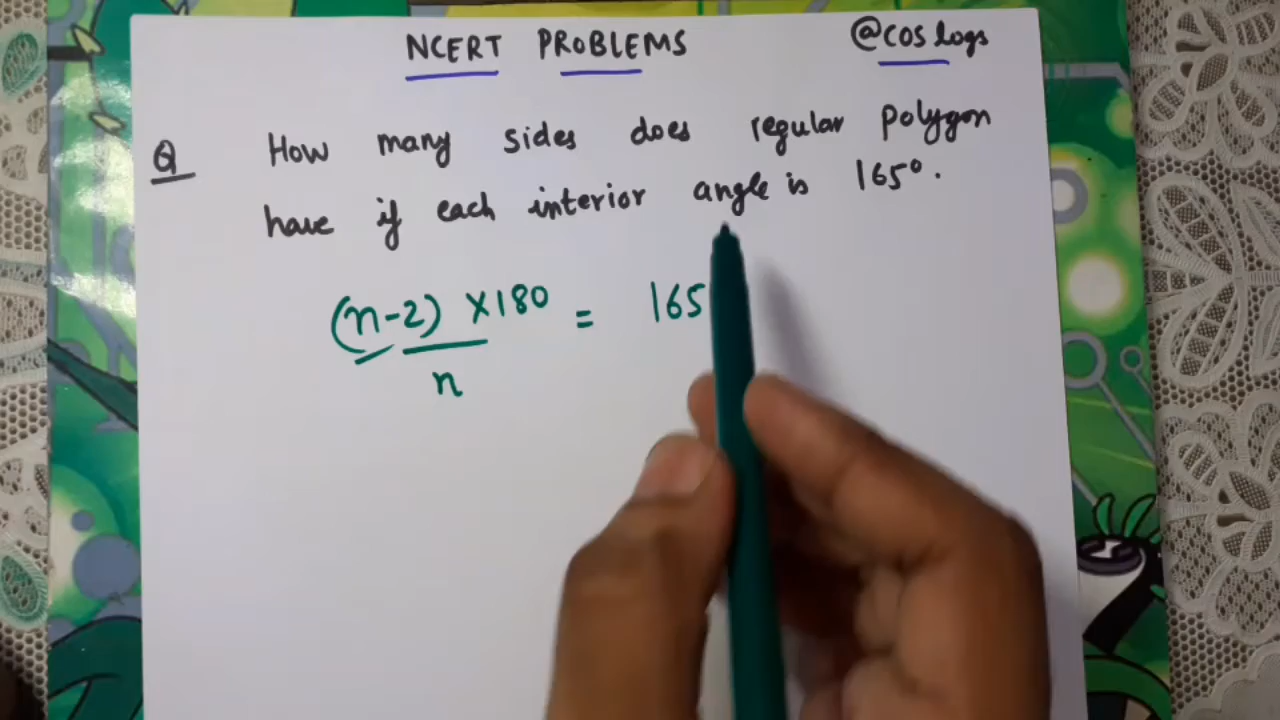 NCERT PROBLEMS @COS logs
Q How many sides does regular polygon
have if each interior angle is 165°.
(n-2) ×180 = 165
n